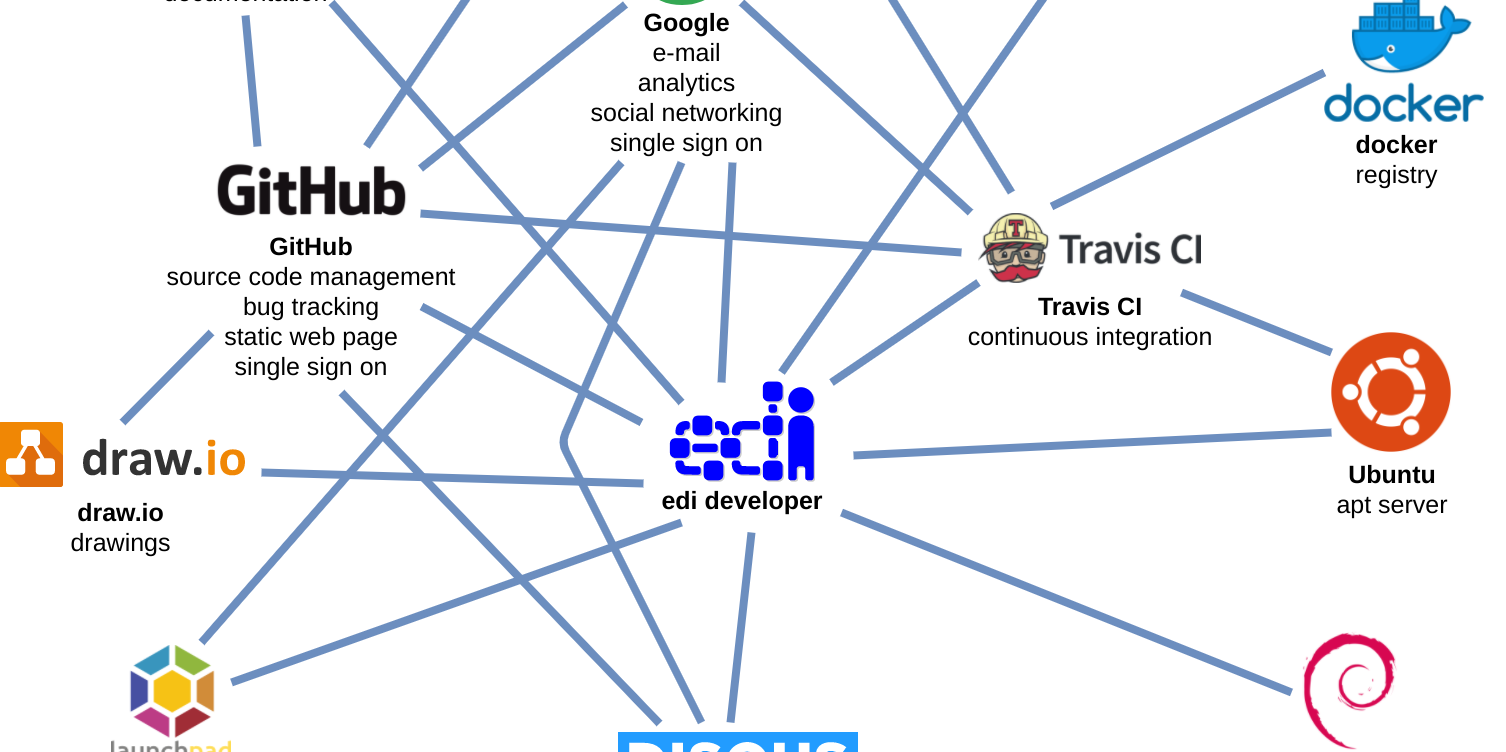 documentation
Google
e-mail
analytics
social networking
single sign on
docker
docker
registry
GitHub
GitHub
source code management
bug tracking
static web page
single sign on
T
Travis CI
Travis CI
continuous integration
draw.io
draw.io
drawings
edi
edi developer
Ubuntu
apt server
launchpad
DISQUS